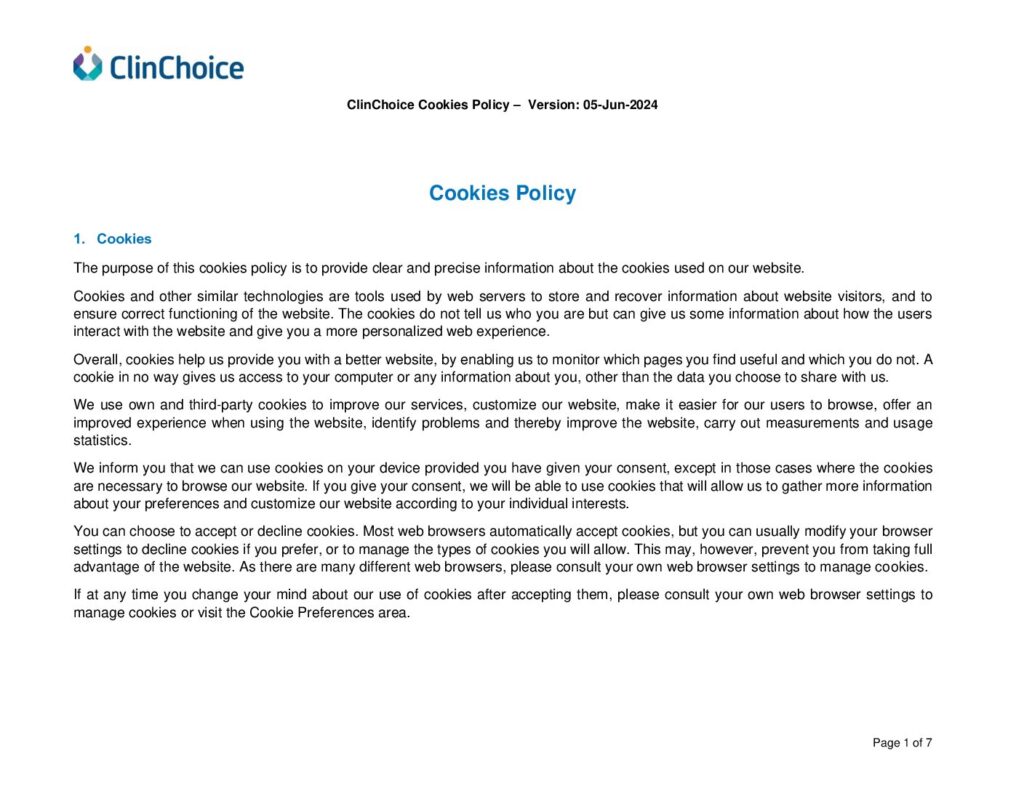 ClinChoice
ClinChoice Cookies Policy – Version: 05-Jun-2024
Cookies Policy
1. Cookies
The purpose of this cookies policy is to provide clear and precise information about the cookies used on our website.
Cookies and other similar technologies are tools used by web servers to store and recover information about website visitors, and to
ensure correct functioning of the website. The cookies do not tell us who you are but can give us some information about how the users
interact with the website and give you a more personalized web experience.
Overall, cookies help us provide you with a better website, by enabling us to monitor which pages you find useful and which you do not. A
cookie in no way gives us access to your computer or any information about you, other than the data you choose to share with us.
We use own and third-party cookies to improve our services, customize our website, make it easier for our users to browse, offer an
improved experience when using the website, identify problems and thereby improve the website, carry out measurements and usage
statistics.
We inform you that we can use cookies on your device provided you have given your consent, except in those cases where the cookies
are necessary to browse our website. If you give your consent, we will be able to use cookies that will allow us to gather more information
about your preferences and customize our website according to your individual interests.
You can choose to accept or decline cookies. Most web browsers automatically accept cookies, but you can usually modify your browser
settings to decline cookies if you prefer, or to manage the types of cookies you will allow. This may, however, prevent you from taking full
advantage of the website. As there are many different web browsers, please consult your own web browser settings to manage cookies.
If at any time you change your mind about our use of cookies after accepting them, please consult your own web browser settings to
manage cookies or visit the Cookie Preferences area.
Page 1 of 7